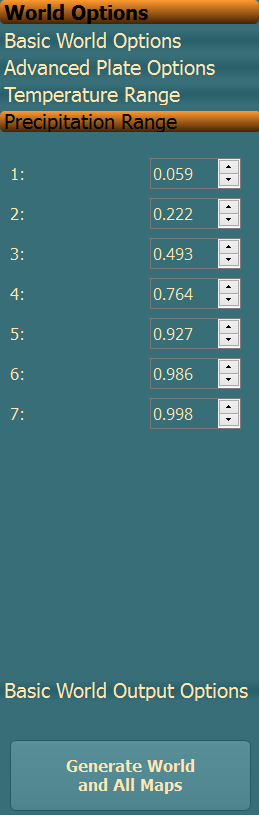 World Options
Basic World Options
Advanced Plate Options
Temperature Range
Precipitation Range
1: 0.059
2: 0.222
3: 0.493
4: 0.764
5: 0.927
6: 0.986
7: 0.998
Basic World Output Options
Generate World
and All Maps